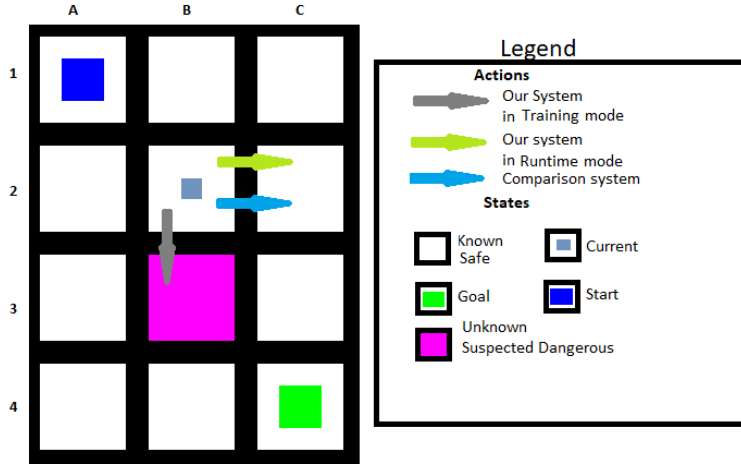 A B C
1
2
3
4
Legend
Actions
Our System
in Training mode
Our system
in Runtime mode
Comparison system
States
Known
Safe
Current
Goal
Start
Unknown
Suspected Dangerous